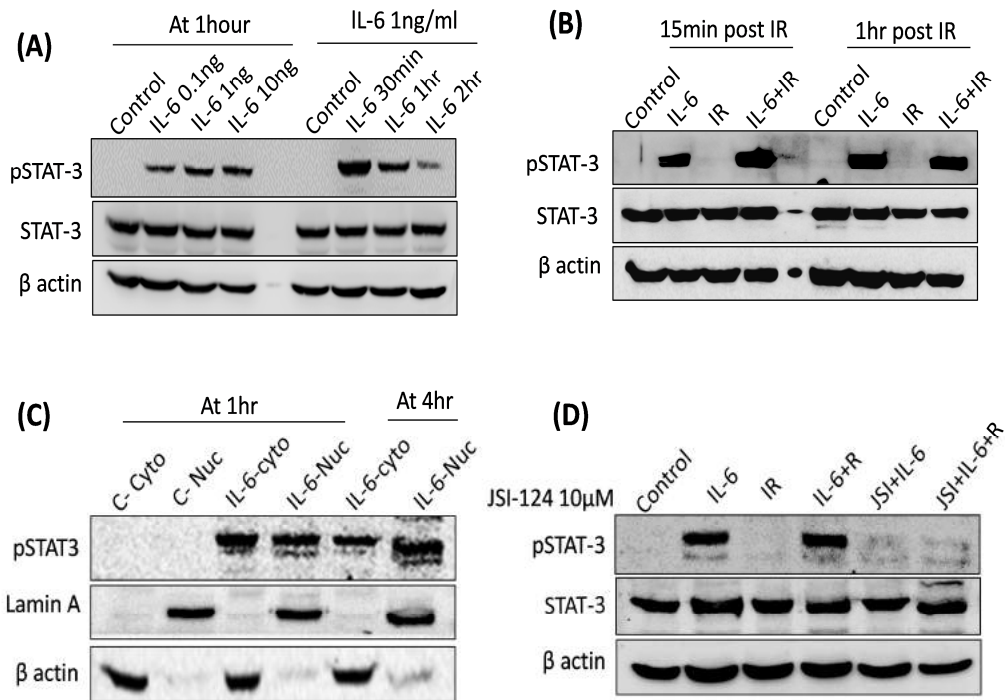 (A)
At 1hour
IL-6 1ng/ml
Control
IL-6 0.1ng
IL-6 1ng
IL-6 10ng
Control
IL-6 30min
IL-6 1hr
IL-6 2hr
pSTAT-3
STAT-3
β actin
(B)
15min post IR
1hr post IR
Control
IL-6
IR
IL-6+IR
Control
IL-6
IR
IL-6+IR
pSTAT-3
STAT-3
β actin
(C)
At 1hr
At 4hr
C- Cyto
C- Nuc
IL-6-cyto
IL-6-Nuc
IL-6-cyto
IL-6-Nuc
pSTAT3
Lamin A
β actin
(D)
JSI-124 10µM
Control
IL-6
IR
IL-6+R
JSI+IL-6
JSI+IL-6+R
pSTAT-3
STAT-3
β actin